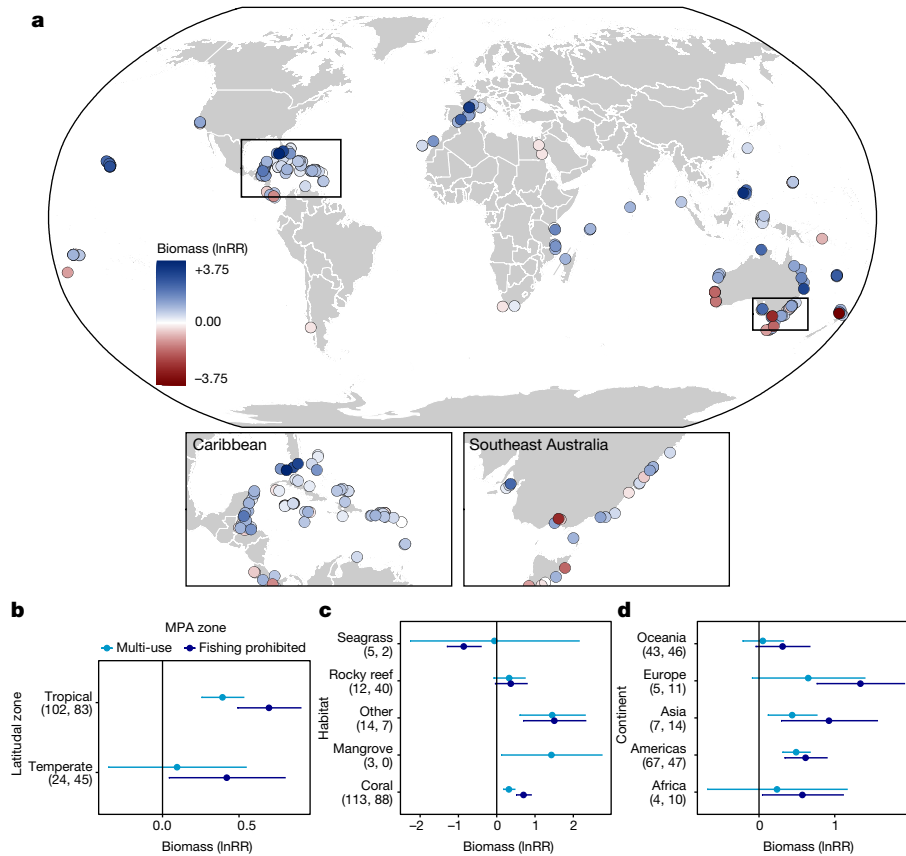 a
Biomass (lnRR)
+3.75
0.00
−3.75
Caribbean
Southeast Australia
b
MPA zone
Multi-use
Fishing prohibited
Latitudal zone
Tropical
(102, 83)
Temperate
(24, 45)
0.0
0.5
Biomass (lnRR)
c
Habitat
Seagrass
(5, 2)
Rocky reef
(12, 40)
Other
(14, 7)
Mangrove
(3, 0)
Coral
(113, 88)
−2
−1
0
1
2
Biomass (lnRR)
d
Continent
Oceania
(43, 46)
Europe
(5, 11)
Asia
(7, 14)
Americas
(67, 47)
Africa
(4, 10)
0
1
Biomass (lnRR)